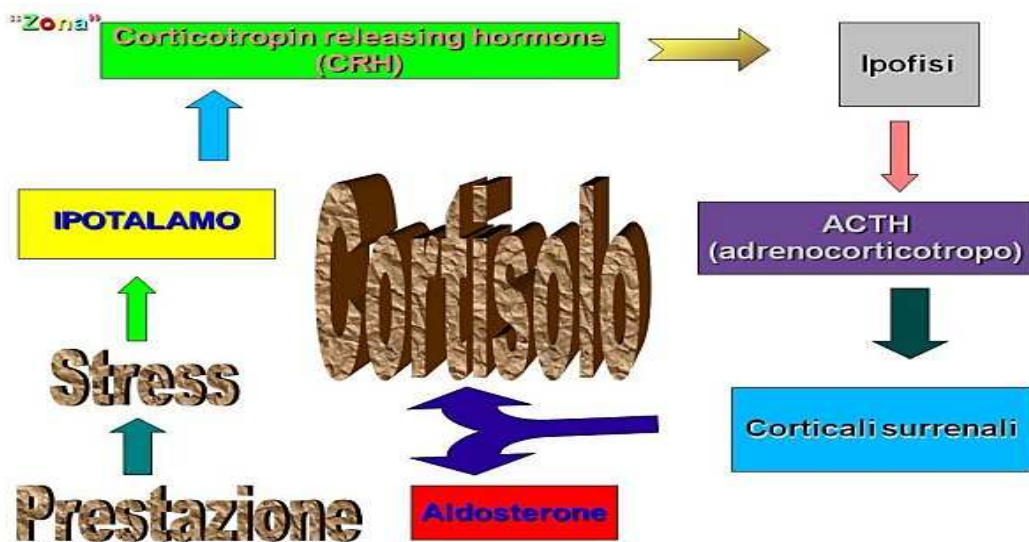 "Zona"
Corticotropin releasing hormone
(CRH)
Ipofisi
IPOTALAMO
Cortisolo
ACTH
(adrenocorticotropo)
Stress
Corticali surrenali
Prestazione
Aldosterone